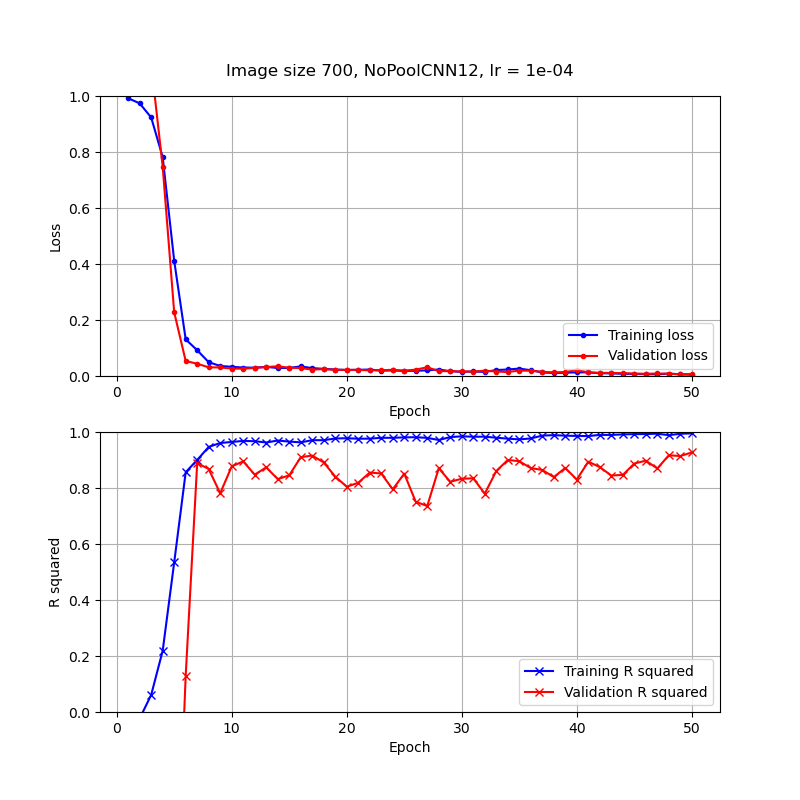 Image size 700, NoPoolCNN12, lr = 1e-04
1.0
0.8
0.6
0.4
0.2
0.0
Loss
0 10 20 30 40 50
Epoch
Training loss
Validation loss
1.0
0.8
0.6
0.4
0.2
0.0
R squared
0 10 20 30 40 50
Epoch
Training R squared
Validation R squared